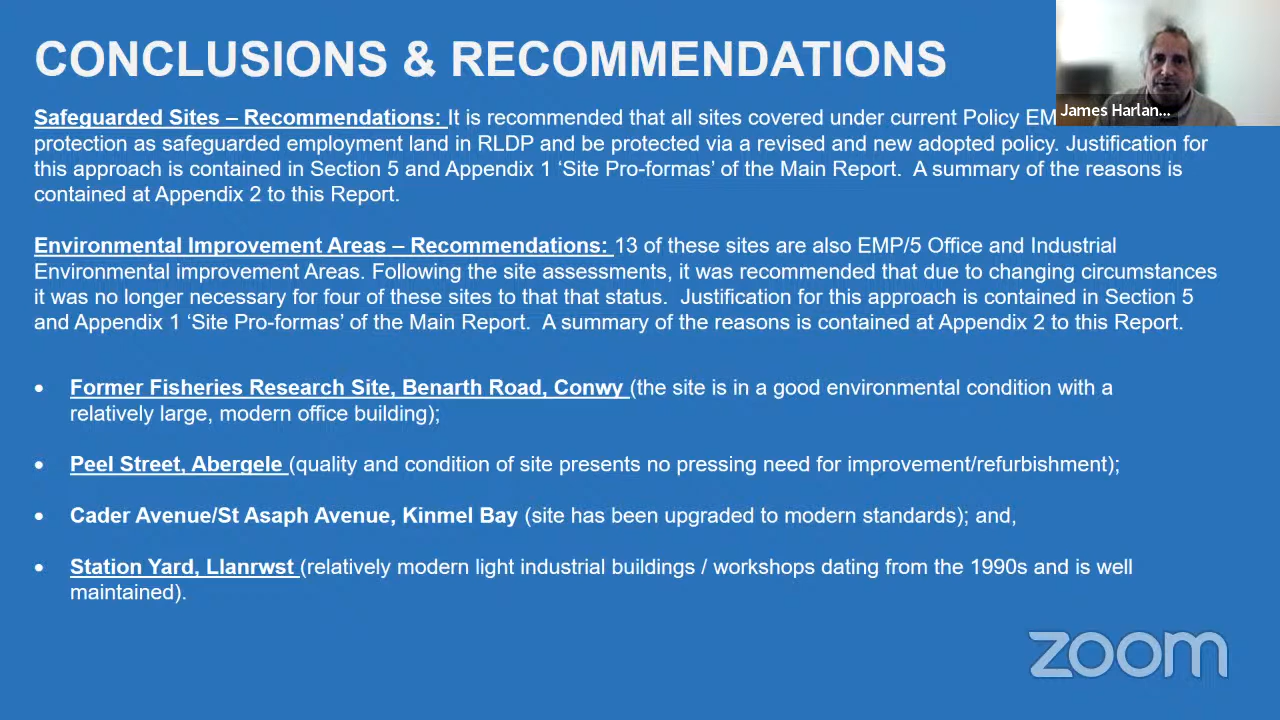 CONCLUSIONS & RECOMMENDATIONS
James Harlan...
Safeguarded Sites – Recommendations: It is recommended that all sites covered under current Policy EM
protection as safeguarded employment land in RLDP and be protected via a revised and new adopted policy. Justification for
this approach is contained in Section 5 and Appendix 1 ‘Site Pro-formas’ of the Main Report.  A summary of the reasons is
contained at Appendix 2 to this Report.
Environmental Improvement Areas – Recommendations: 13 of these sites are also EMP/5 Office and Industrial
Environmental improvement Areas. Following the site assessments, it was recommended that due to changing circumstances
it was no longer necessary for four of these sites to that that status.  Justification for this approach is contained in Section 5
and Appendix 1 ‘Site Pro-formas’ of the Main Report.  A summary of the reasons is contained at Appendix 2 to this Report.
• Former Fisheries Research Site, Benarth Road, Conwy (the site is in a good environmental condition with a
relatively large, modern office building);
• Peel Street, Abergele (quality and condition of site presents no pressing need for improvement/refurbishment);
• Cader Avenue/St Asaph Avenue, Kinmel Bay (site has been upgraded to modern standards); and,
• Station Yard, Llanrwst (relatively modern light industrial buildings / workshops dating from the 1990s and is well
maintained).
zoom